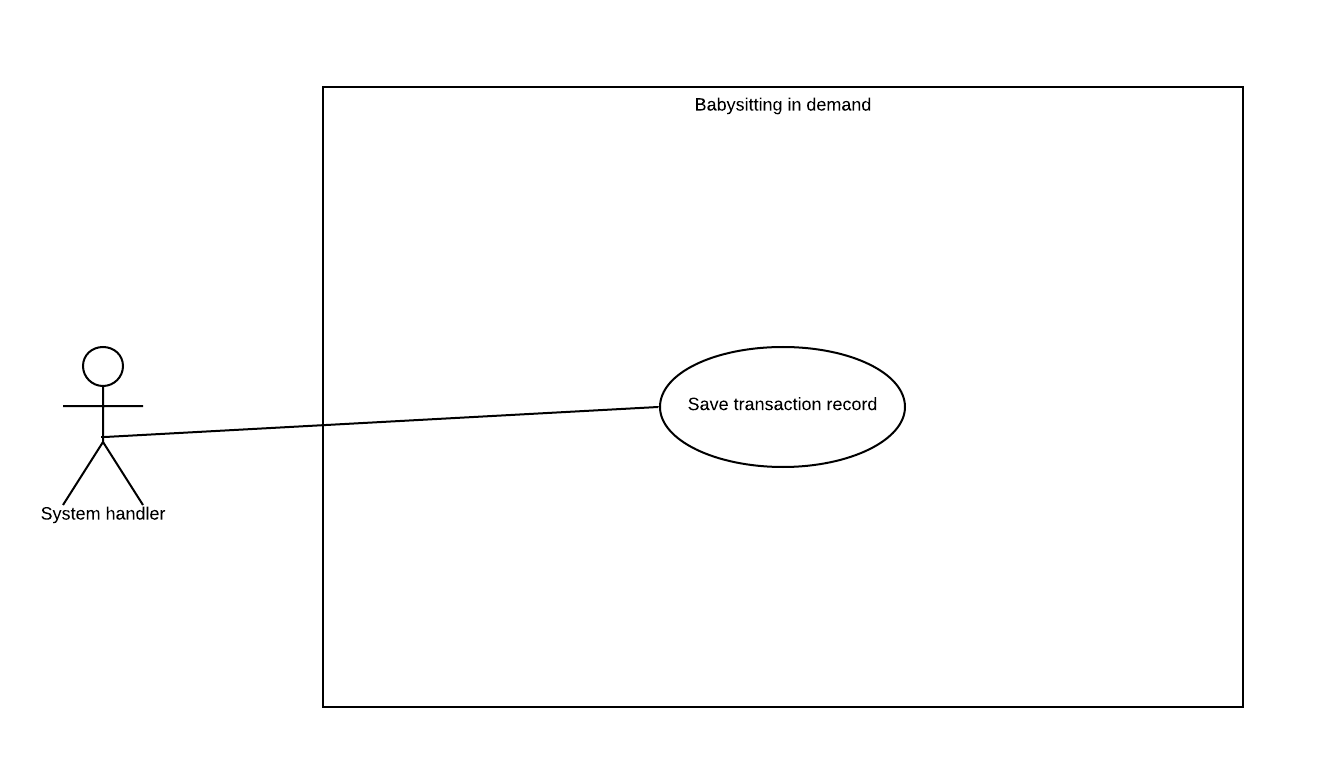 Babysitting in demand
Save transaction record
System handler